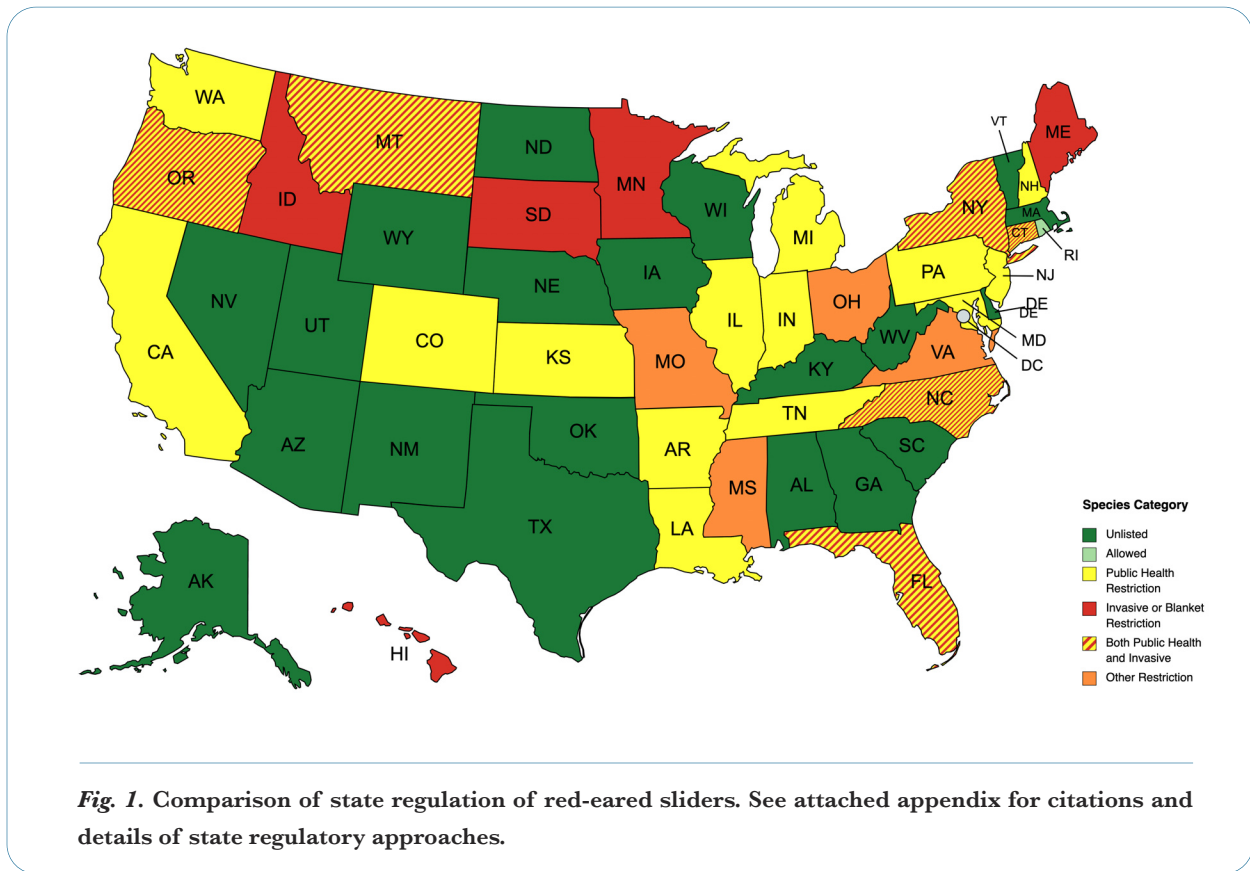 WA
MT
ND
OR
ID
SD
MN
WI
WY
NE
IA
MI
NY
VT
ME
NH
MA
CT
RI
NJ
PA
NV
UT
CO
KS
CA
IL
IN
OH
WV
VA
DE
DE
MD
DC
MO
KY
NC
TN
AZ
NM
OK
AR
SC
MS
AL
GA
TX
LA
FL
AK
HI
Species Category
Unlisted
Allowed
Public Health
Restriction
Invasive or Blanket
Restriction
Both Public Health
and Invasive
Other Restriction
Fig. 1. Comparison of state regulation of red-eared sliders. See attached appendix for citations and
details of state regulatory approaches.